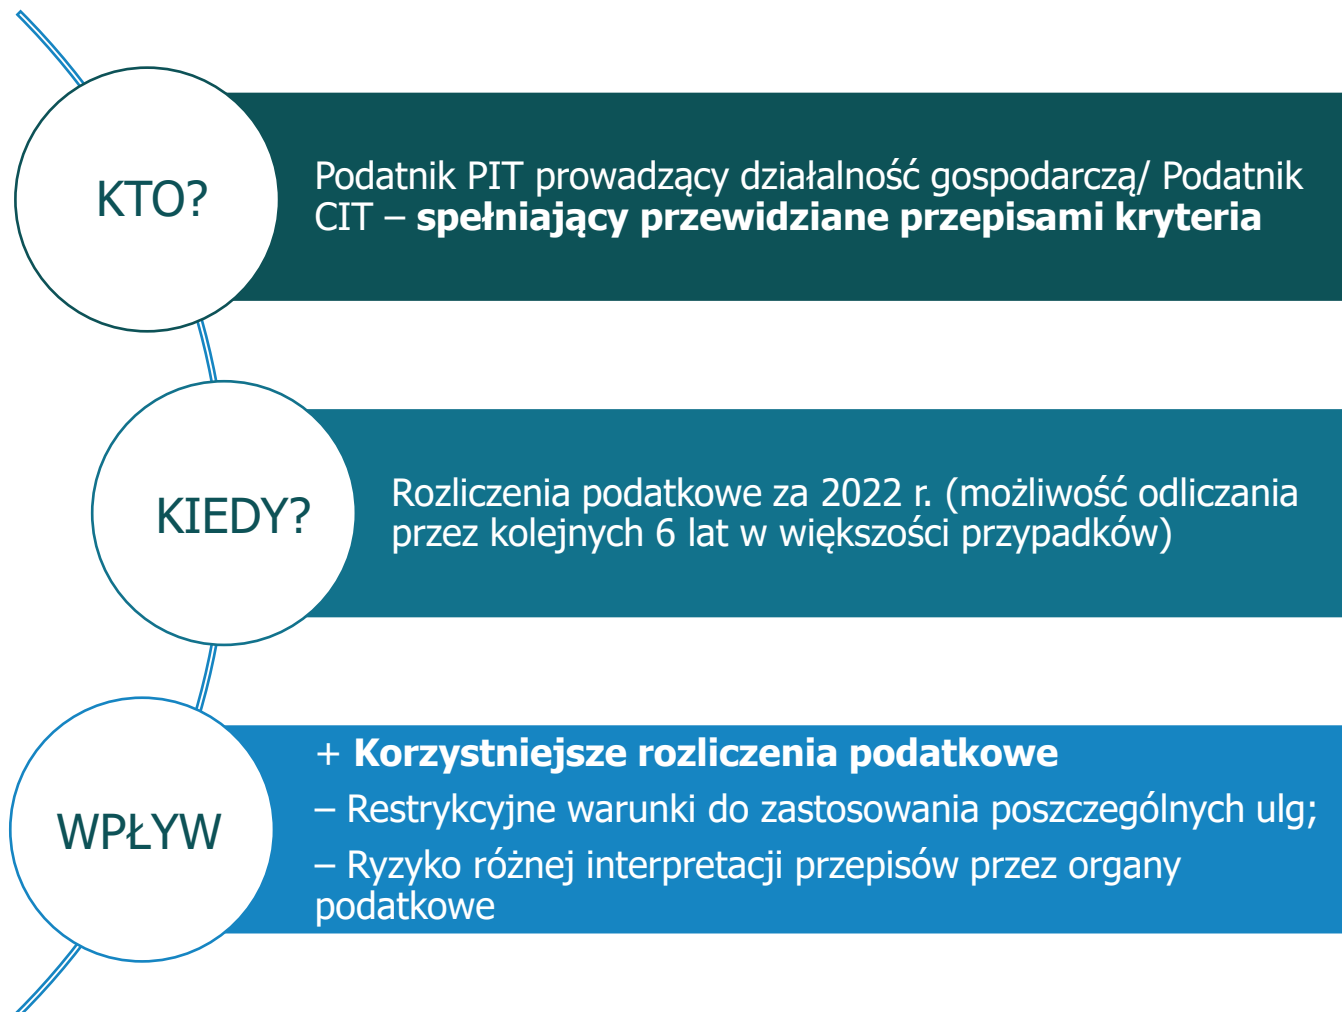 KTO?
Podatnik PIT prowadzący działalność gospodarczą/ Podatnik
CIT – spełniający przewidziane przepisami kryteria
KIEDY?
Rozliczenia podatkowe za 2022 r. (możliwość odliczania
przez kolejnych 6 lat w większości przypadków)
WPŁYW
+ Korzystniejsze rozliczenia podatkowe
– Restrykcyjne warunki do zastosowania poszczególnych ulg;
– Ryzyko różnej interpretacji przepisów przez organy
podatkowe